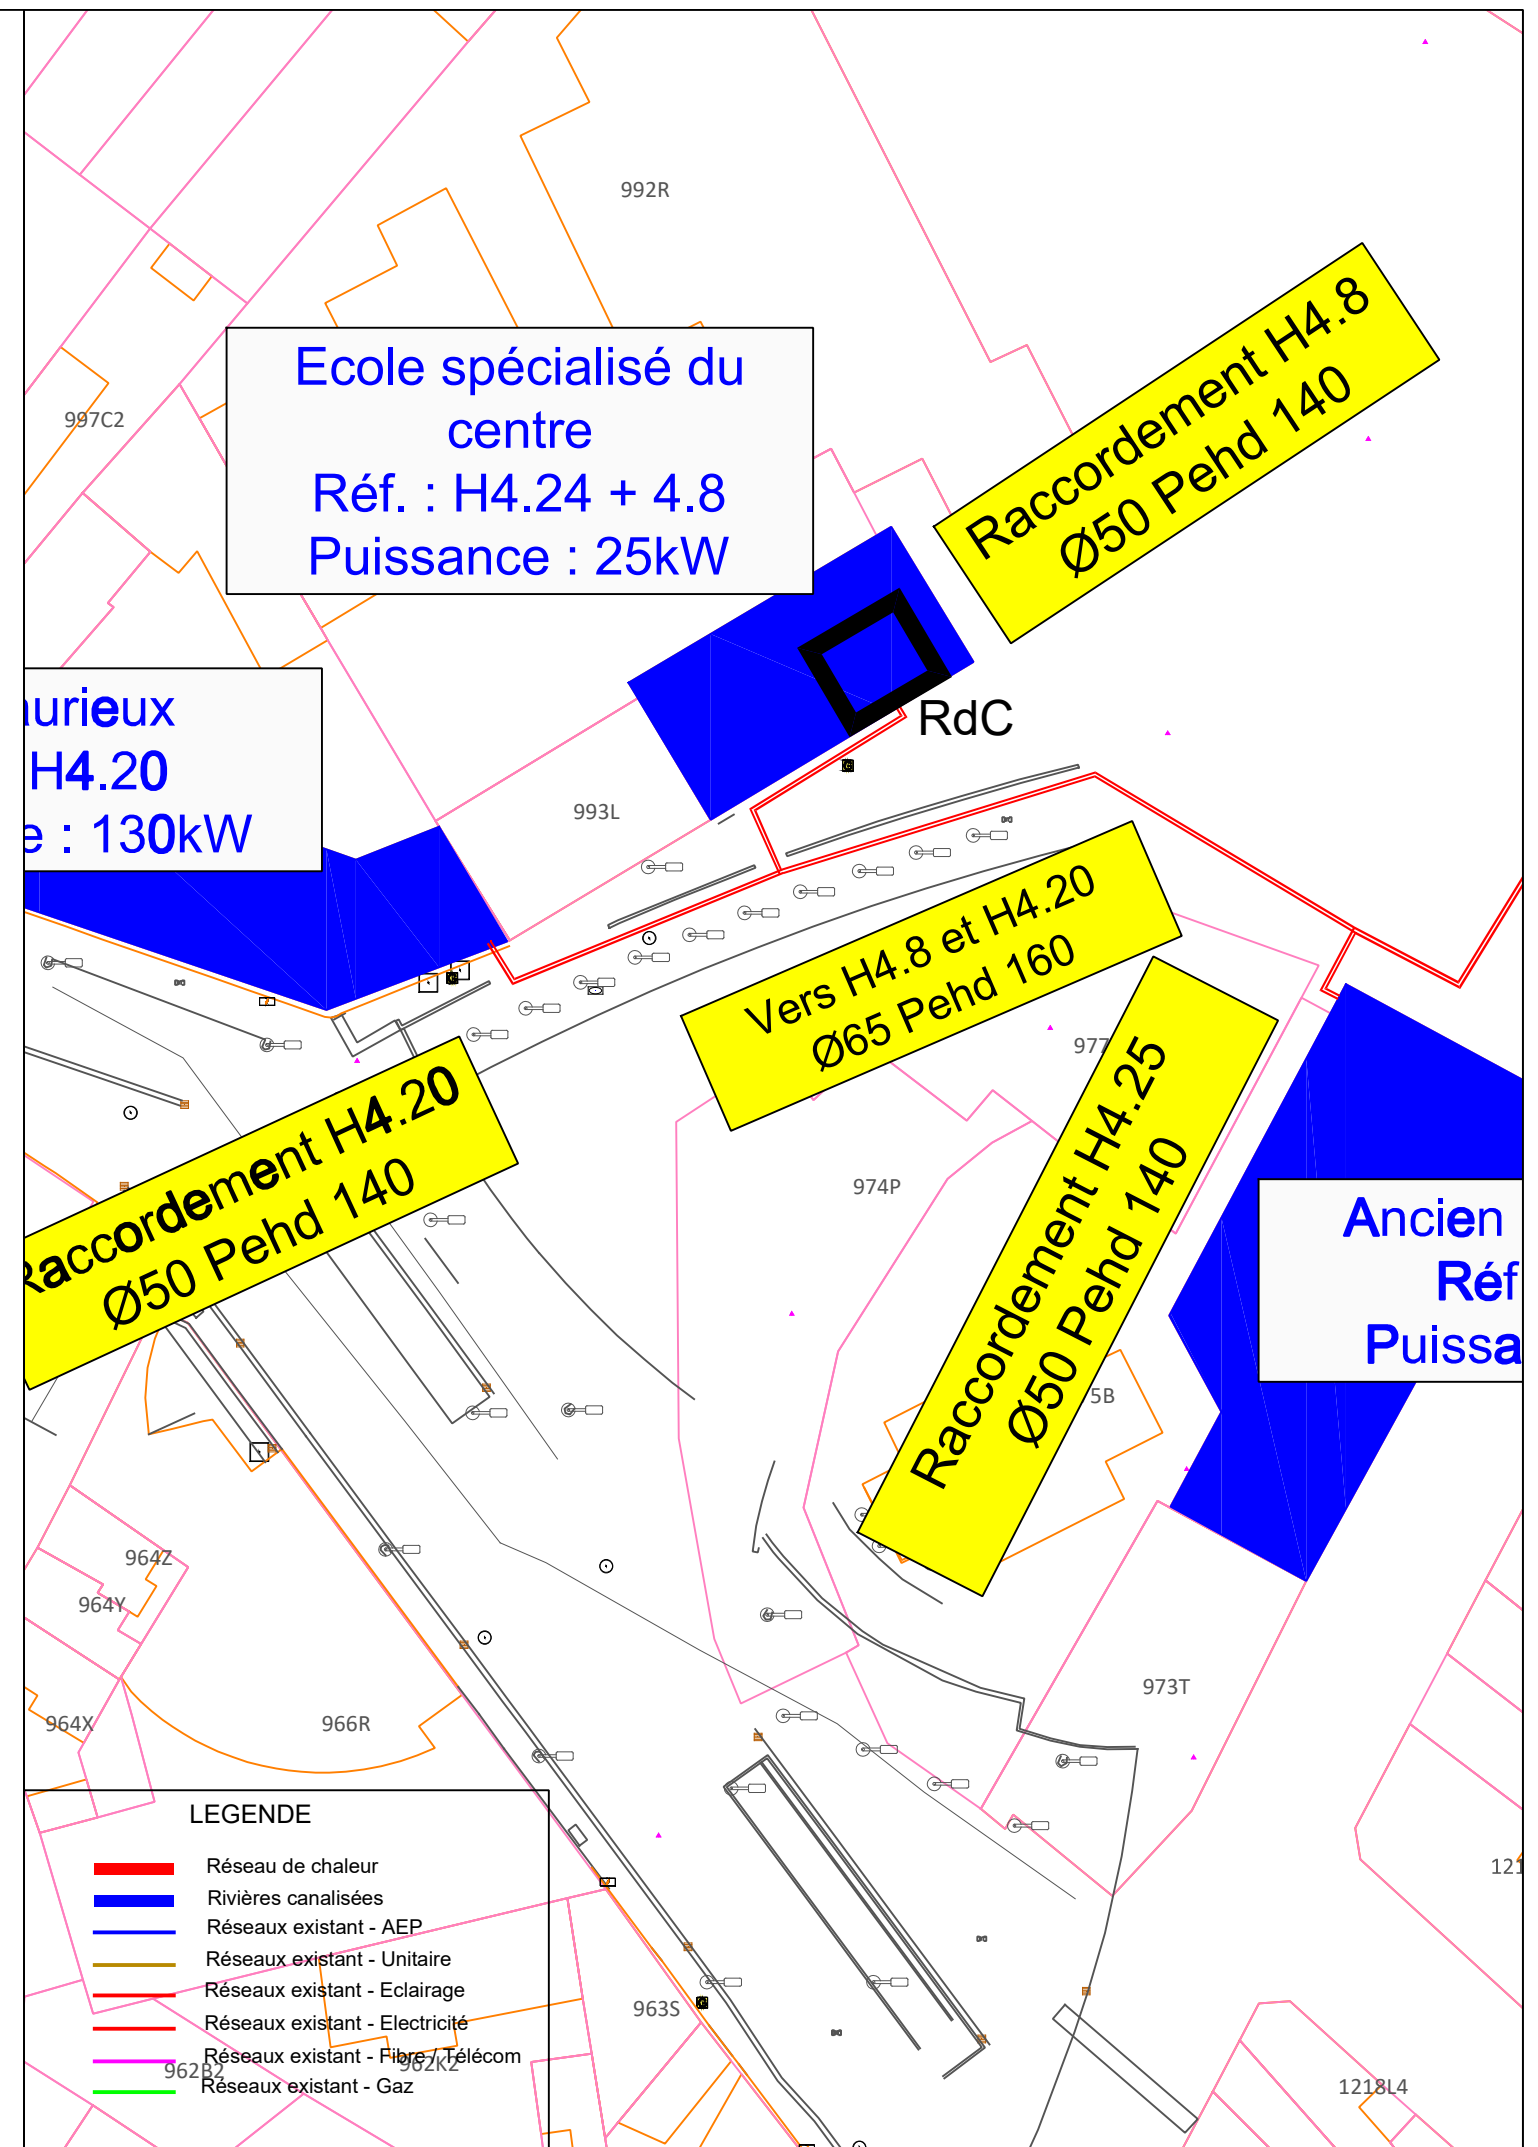 992R
Raccordement H4.8
Ø50 Pehd 140
Ecole spécialisé du
centre
Réf. : H4.24 + 4.8
Puissance : 25kW
997C2
urieux
H4.20
e : 130kW
RdC
993L
Vers H4.8 et H4.20
Ø65 Pehd 160
977
Raccordement H4.20
Ø50 Pehd 140
974P
Raccordement H4.25
Ø50 Pehd 140
Ancien
Réf
Puissa
5B
964Z
964Y
964X
966R
973T
LEGENDE
Réseau de chaleur
Rivières canalisées
Réseaux existant - AEP
Réseaux existant - Unitaire
Réseaux existant - Eclairage
Réseaux existant - Electricité
Réseaux existant - Fibre / Télécom
Réseaux existant - Gaz
121
963S
962B2
962K2
1218L4